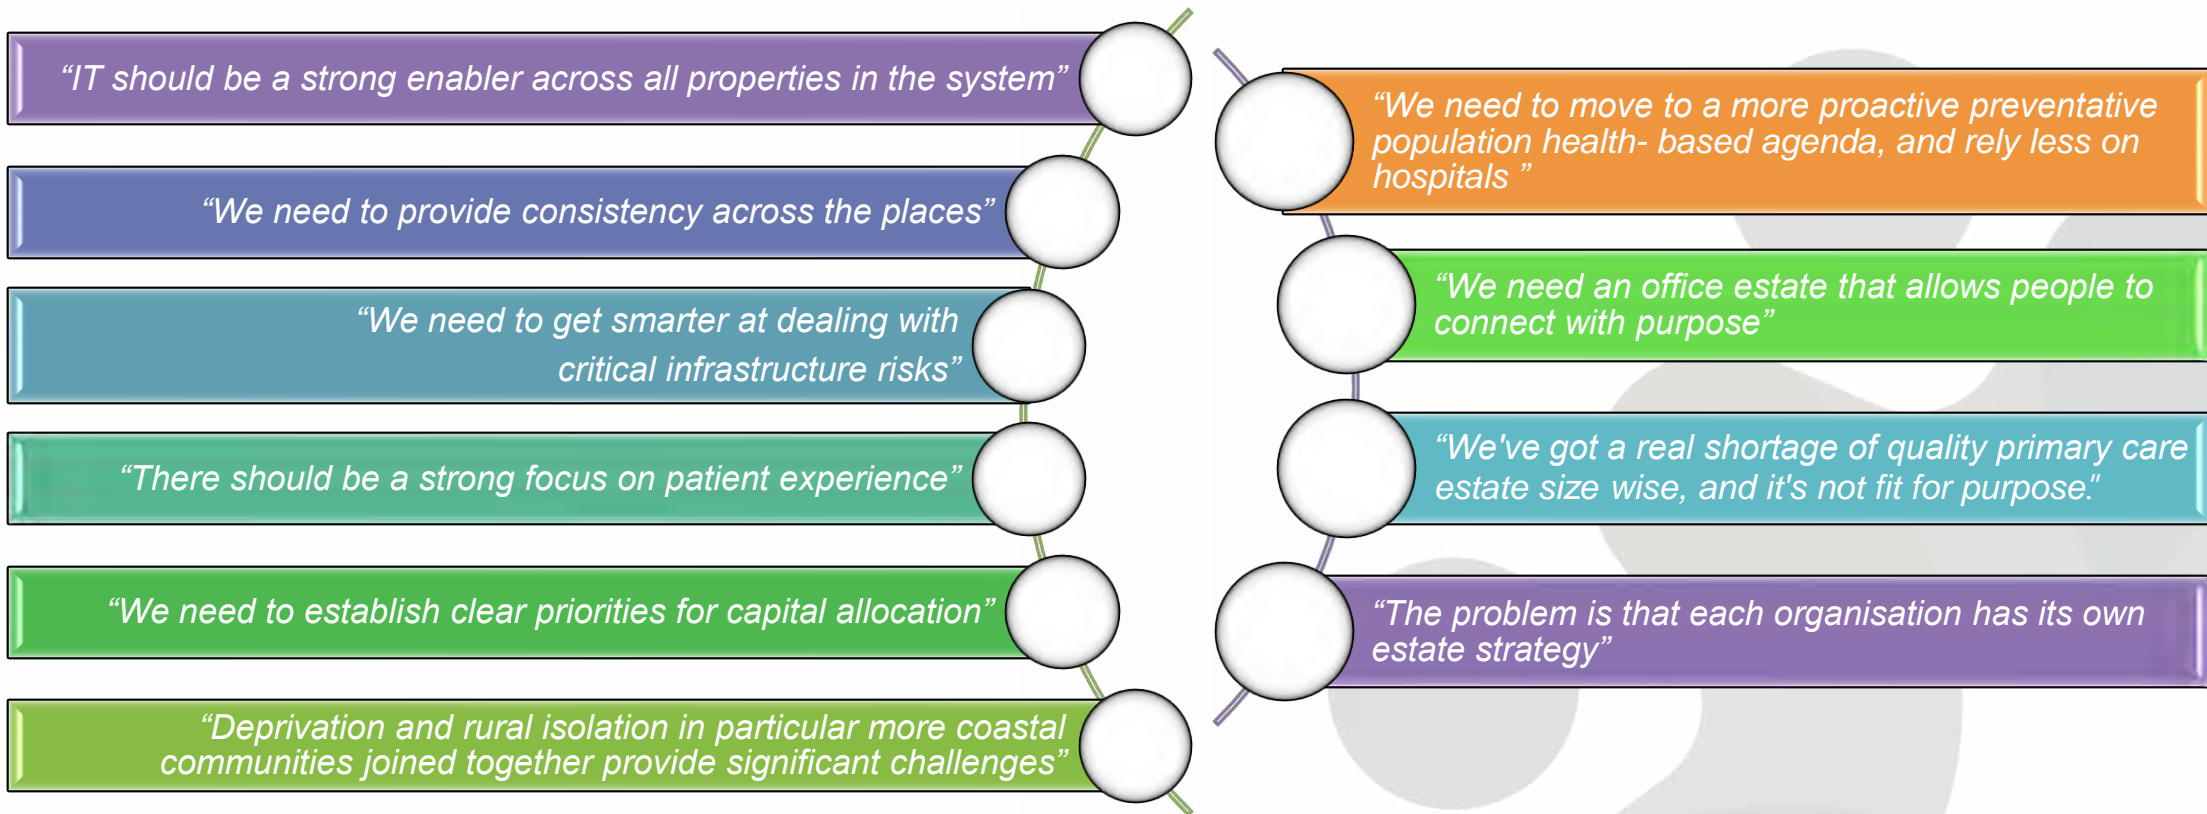 “IT should be a strong enabler across all properties in the system”
“We need to provide consistency across the places”
“We need to get smarter at dealing with
critical infrastructure risks”
“There should be a strong focus on patient experience”
“We need to establish clear priorities for capital allocation”
“Deprivation and rural isolation in particular more coastal
communities joined together provide significant challenges”
“We need to move to a more proactive preventative
population health- based agenda, and rely less on
hospitals ”
“We need an office estate that allows people to
connect with purpose”
“We've got a real shortage of quality primary care
estate size wise, and it's not fit for purpose."
“The problem is that each organisation has its own
estate strategy”